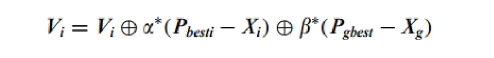 V_i = V_i ⊕ α*(P_besti − X_i) ⊕ β*(P_gbest − X_g)